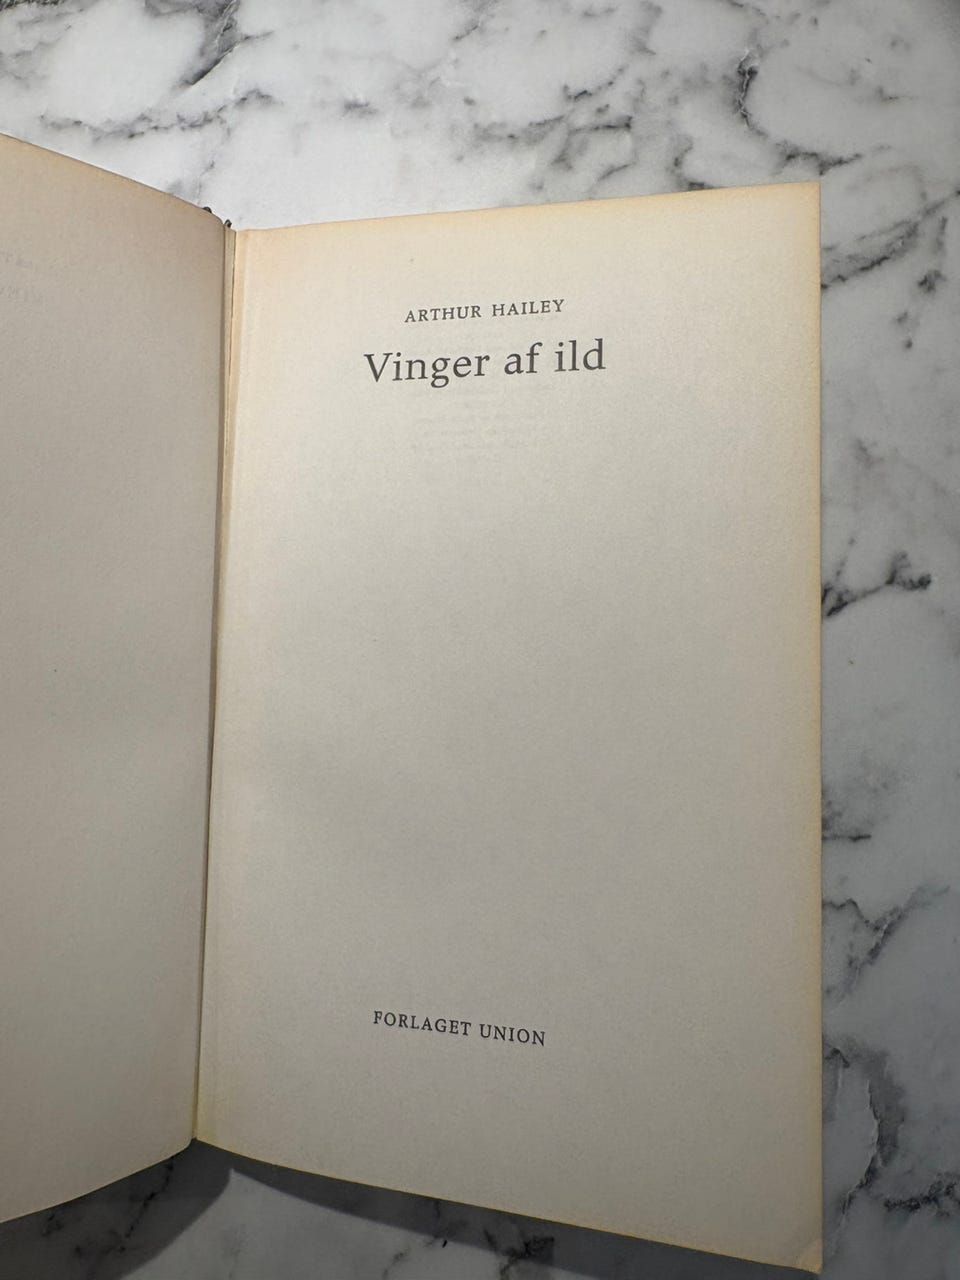 ARTHUR HAILEY
Vinger af ild
FORLAGET UNION